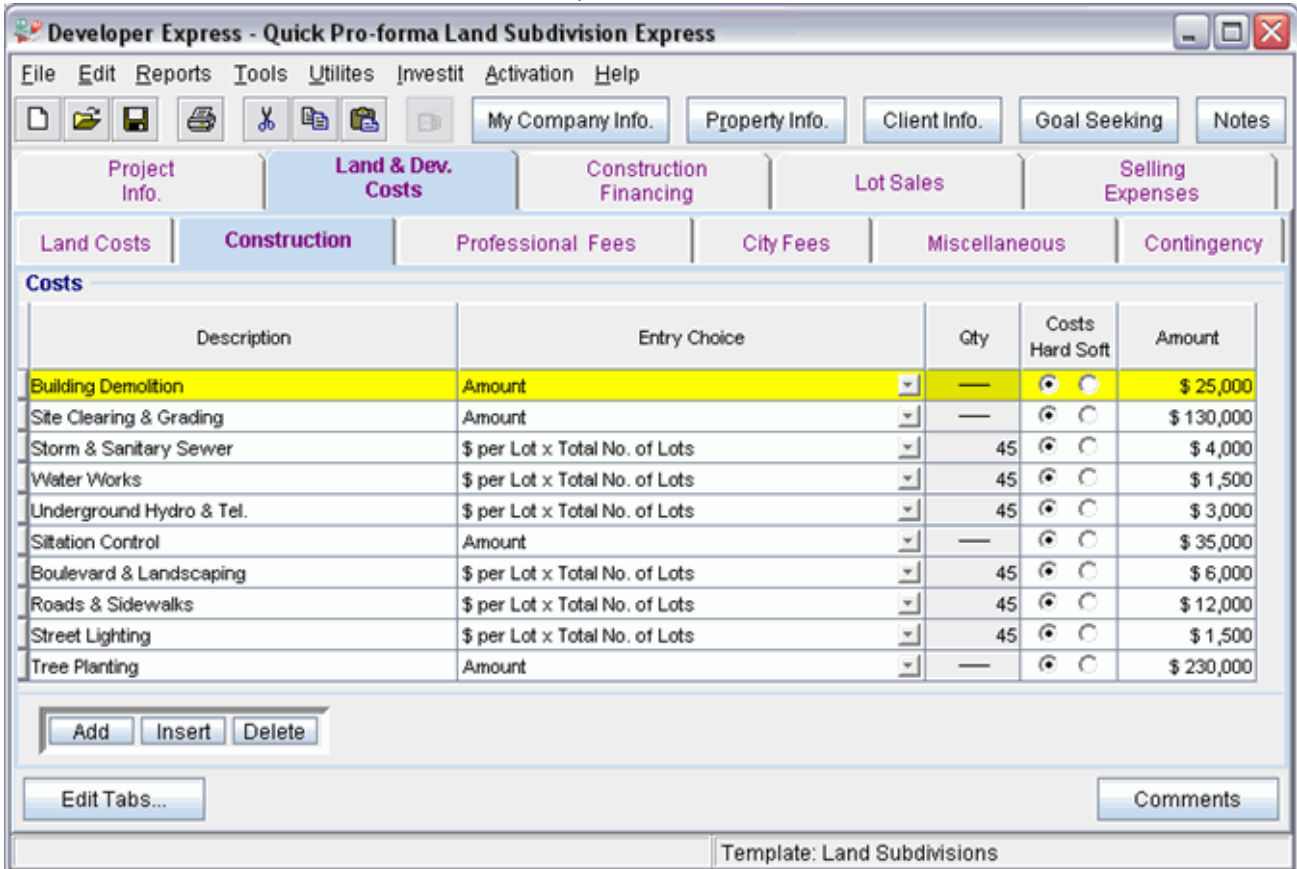 Developer Express - Quick Pro-forma Land Subdivision Express
File Edit Reports Tools Utilites Investit Activation Help
My Company Info. Property Info. Client Info. Goal Seeking Notes
Project Info. Land & Dev. Costs Construction Financing Lot Sales Selling Expenses
Land Costs Construction Professional Fees City Fees Miscellaneous Contingency
Costs
Description Entry Choice Qty Costs Hard Soft Amount
Building Demolition Amount — $ 25,000
Site Clearing & Grading Amount — $ 130,000
Storm & Sanitary Sewer $ per Lot x Total No. of Lots 45 $ 4,000
Water Works $ per Lot x Total No. of Lots 45 $ 1,500
Underground Hydro & Tel. $ per Lot x Total No. of Lots 45 $ 3,000
Siltation Control Amount — $ 35,000
Boulevard & Landscaping $ per Lot x Total No. of Lots 45 $ 6,000
Roads & Sidewalks $ per Lot x Total No. of Lots 45 $ 12,000
Street Lighting $ per Lot x Total No. of Lots 45 $ 1,500
Tree Planting Amount — $ 230,000
Add Insert Delete
Edit Tabs... Comments
Template: Land Subdivisions